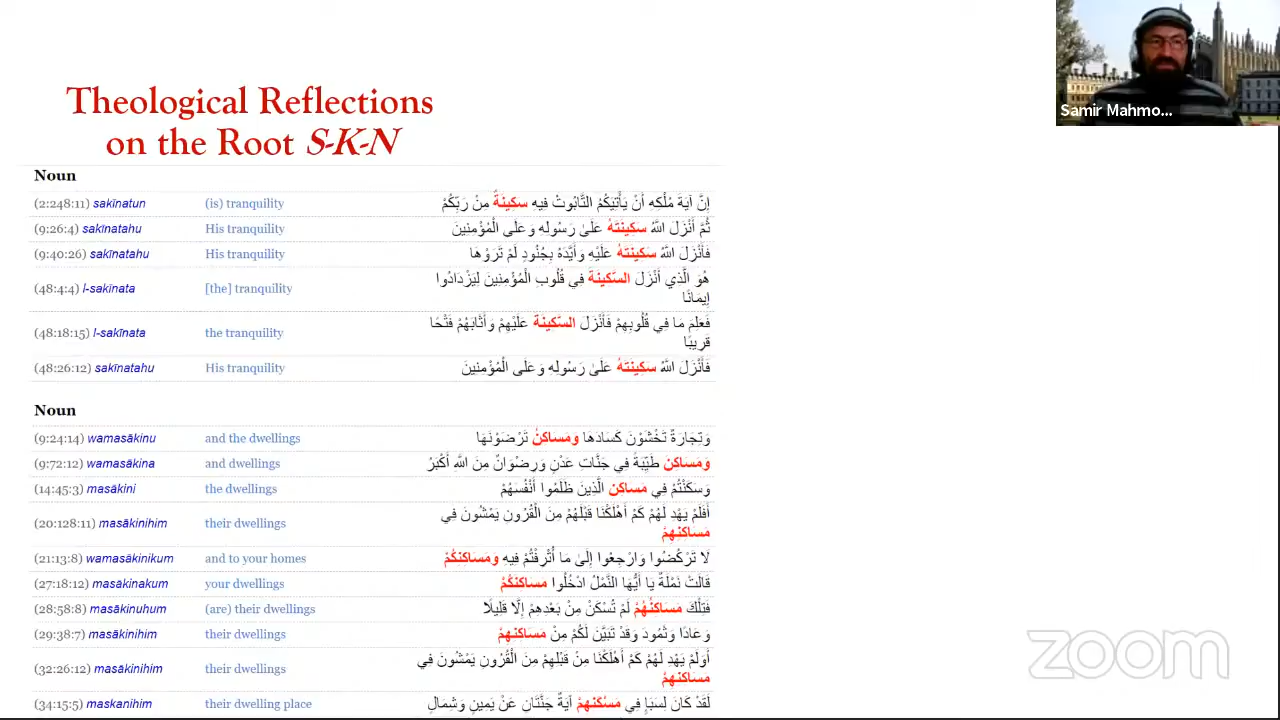 Theological Reflections
on the Root S-K-N
Samir Mahmo...
Noun
(2:248:11) sakīnatun (is) tranquility إِنَّ آيَةَ مُلْكِهِ أَنْ يَأْتِيَكُمُ التَّابُوتُ فِيهِ سَكِينَةٌ مِنْ رَبِّكُمْ
(9:26:4) sakīnatahu His tranquility ثُمَّ أَنْزَلَ اللَّهُ سَكِينَتَهُ عَلَىٰ رَسُولِهِ وَعَلَى الْمُؤْمِنِينَ
(9:40:26) sakīnatahu His tranquility فَأَنْزَلَ اللَّهُ سَكِينَتَهُ عَلَيْهِ وَأَيَّدَهُ بِجُنُودٍ لَمْ تَرَوْهَا
(48:4:4) l-sakīnata [the] tranquility هُوَ الَّذِي أَنْزَلَ السَّكِينَةَ فِي قُلُوبِ الْمُؤْمِنِينَ لِيَزْدَادُوا
إِيمَانًا
(48:18:15) l-sakīnata the tranquility فَعَلِمَ مَا فِي قُلُوبِهِمْ فَأَنْزَلَ السَّكِينَةَ عَلَيْهِمْ وَأَثَابَهُمْ فَتْحًا
قَرِيبًا
(48:26:12) sakīnatahu His tranquility فَأَنْزَلَ اللَّهُ سَكِينَتَهُ عَلَىٰ رَسُولِهِ وَعَلَى الْمُؤْمِنِينَ
Noun
(9:24:14) wamasākinu and the dwellings وَتِجَارَةٌ تَخْشَوْنَ كَسَادَهَا وَمَسَاكِنُ تَرْضَوْنَهَا
(9:72:12) wamasākina and dwellings وَمَسَاكِنَ طَيِّبَةً فِي جَنَّاتِ عَدْنٍ وَرِضْوَانٌ مِنَ اللَّهِ أَكْبَرُ
(14:45:3) masākini the dwellings وَسَكَنْتُمْ فِي مَسَاكِنِ الَّذِينَ ظَلَمُوا أَنْفُسَهُمْ
(20:128:11) masākinihim their dwellings أَفَلَمْ يَهْدِ لَهُمْ كَمْ أَهْلَكْنَا قَبْلَهُمْ مِنَ الْقُرُونِ يَمْشُونَ فِي
مَسَاكِنِهِمْ
(21:13:8) wamasākinikum and to your homes لَا تَرْكُضُوا وَارْجِعُوا إِلَىٰ مَا أُتْرِفْتُمْ فِيهِ وَمَسَاكِنِكُمْ
(27:18:12) masākinakum your dwellings قَالَتْ نَمْلَةٌ يَا أَيُّهَا النَّمْلُ ادْخُلُوا مَسَاكِنَكُمْ
(28:58:8) masākinuhum (are) their dwellings فَتِلْكَ مَسَاكِنُهُمْ لَمْ تُسْكَنْ مِنْ بَعْدِهِمْ إِلَّا قَلِيلًا
(29:38:7) masākinihim their dwellings وَعَادًا وَثَمُودَ وَقَدْ تَبَيَّنَ لَكُمْ مِنْ مَسَاكِنِهِمْ
(32:26:12) masākinihim their dwellings أَوَلَمْ يَهْدِ لَهُمْ كَمْ أَهْلَكْنَا مِنْ قَبْلِهِمْ مِنَ الْقُرُونِ يَمْشُونَ فِي
مَسَاكِنِهِمْ
(34:15:5) maskanihim their dwelling place لَقَدْ كَانَ لِسَبَإٍ فِي مَسْكَنِهِمْ آيَةٌ جَنَّتَانِ عَنْ يَمِينٍ وَشِمَالٍ
zoom